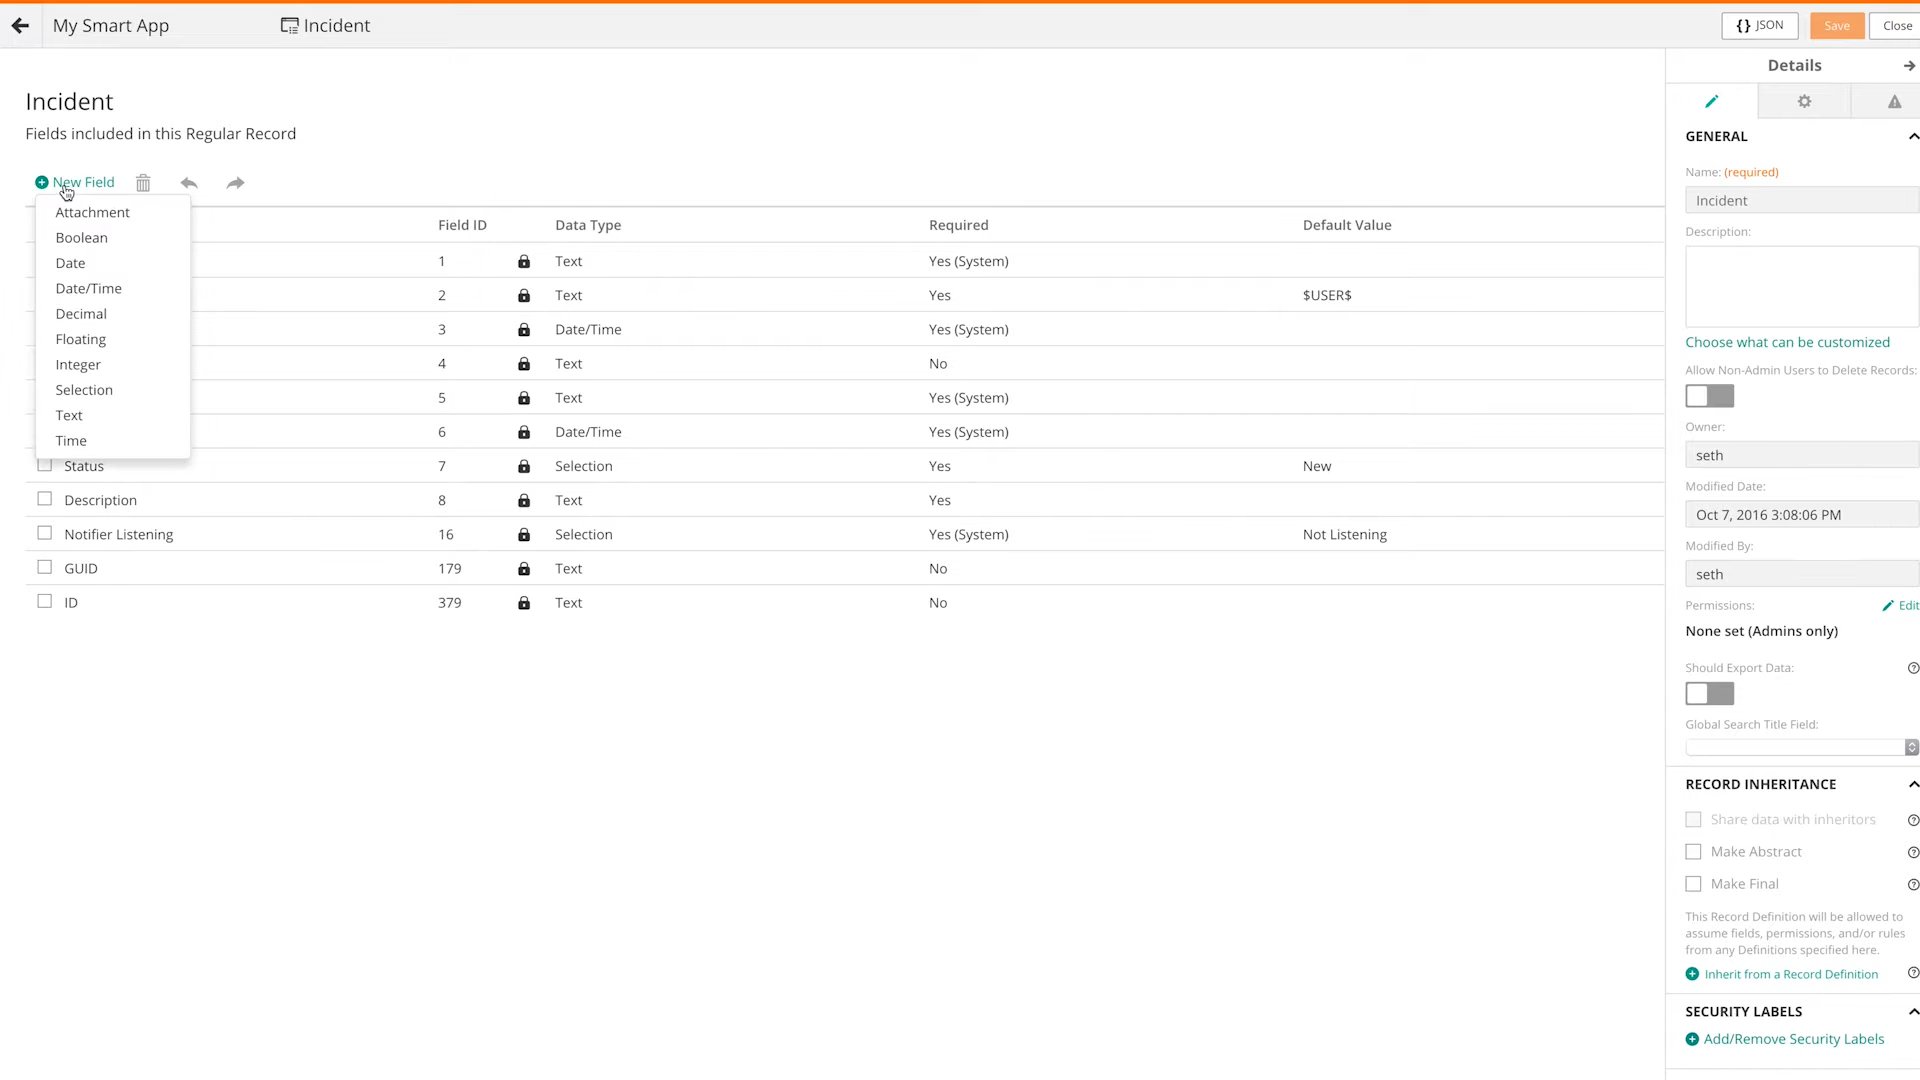 My Smart App
Incident
{} JSON
Save
Close
Details
Incident
Fields included in this Regular Record
New Field
Attachment
Boolean
Date
Date/Time
Decimal
Floating
Integer
Selection
Text
Time
Field ID Data Type Required Default Value
1 Text Yes (System)
2 Text Yes $USER$
3 Date/Time Yes (System)
4 Text No
5 Text Yes (System)
6 Date/Time Yes (System)
Status 7 Selection Yes New
Description 8 Text Yes
Notifier Listening 16 Selection Yes (System) Not Listening
GUID 179 Text No
ID 379 Text No
GENERAL
Name: (required)
Incident
Description:
Choose what can be customized
Allow Non-Admin Users to Delete Records:
Owner:
seth
Modified Date:
Oct 7, 2016 3:08:06 PM
Modified By:
seth
Permissions: Edit
None set (Admins only)
Should Export Data:
Global Search Title Field:
RECORD INHERITANCE
Share data with inheritors
Make Abstract
Make Final
This Record Definition will be allowed to
assume fields, permissions, and/or rules
from any Definitions specified here.
Inherit from a Record Definition
SECURITY LABELS
Add/Remove Security Labels